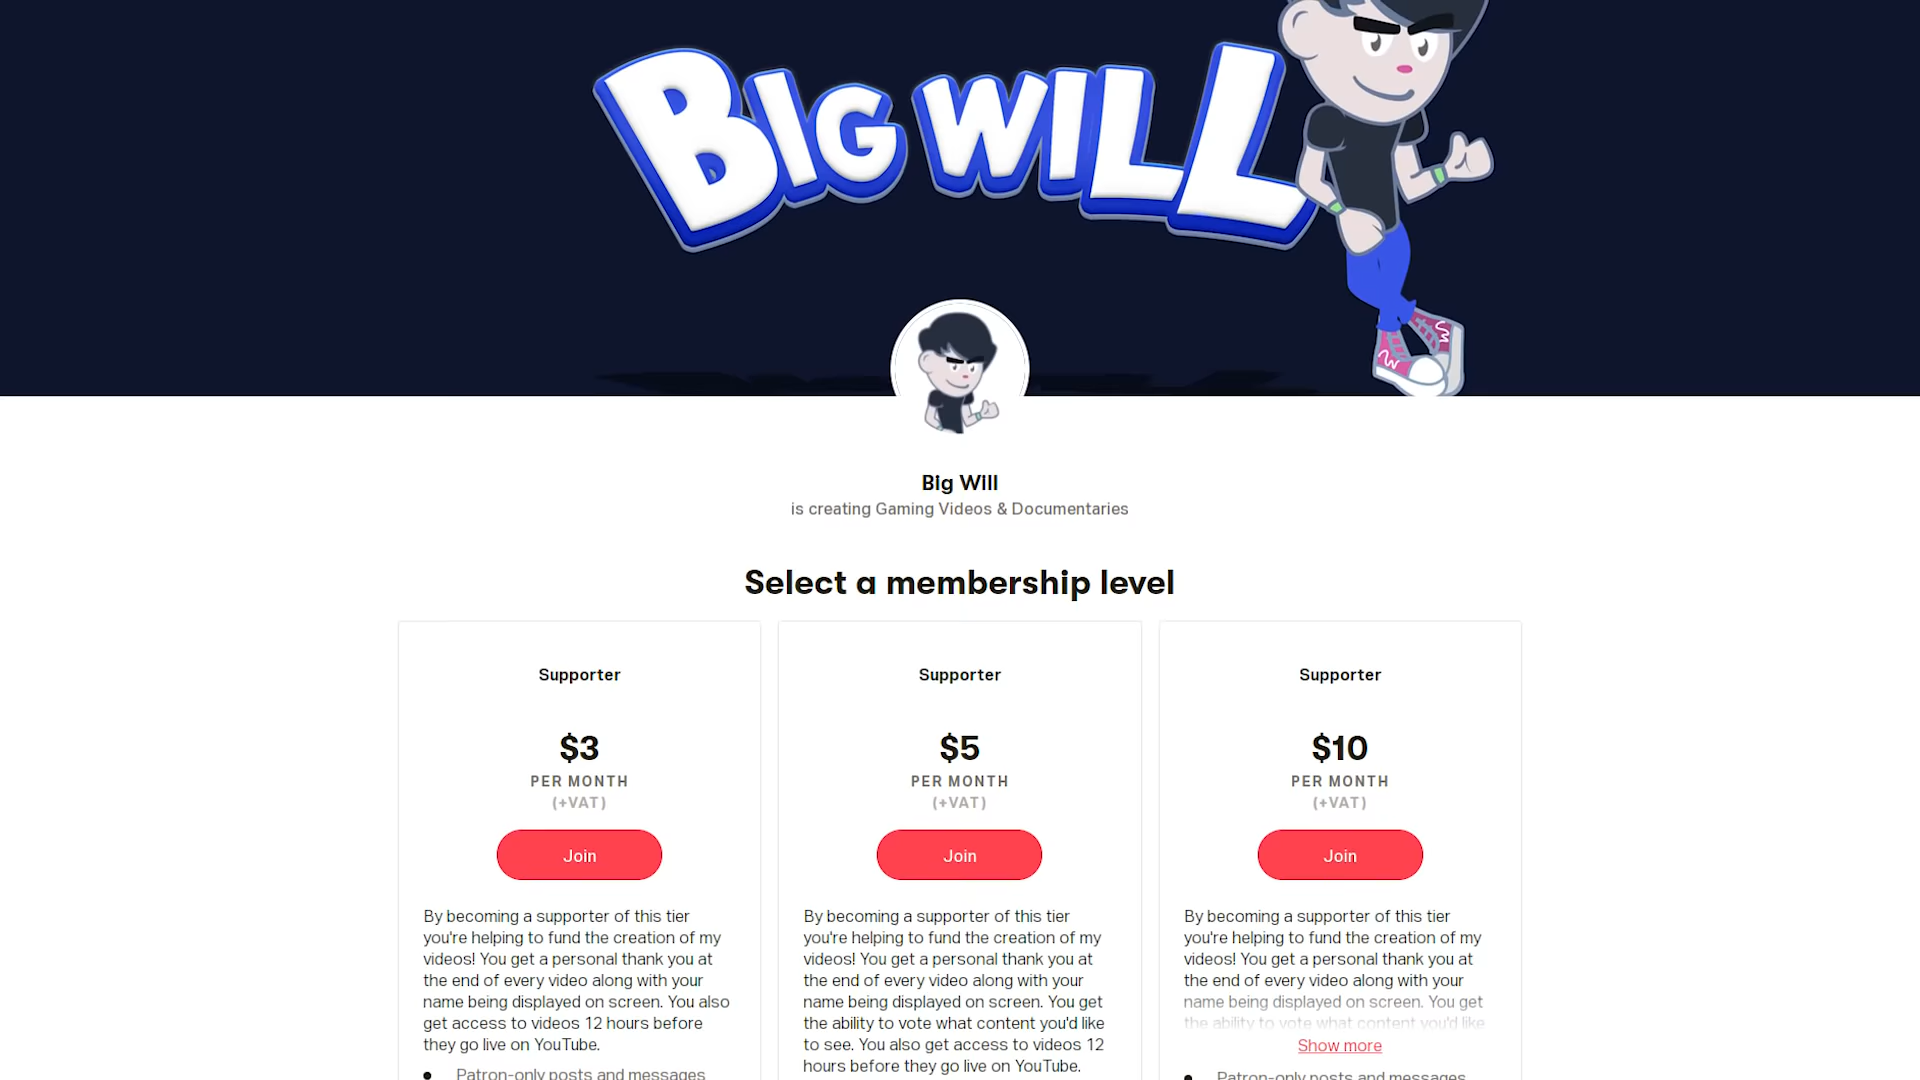 BIG WILL
Big Will
is creating Gaming Videos & Documentaries
Select a membership level
Supporter
$3
PER MONTH
(+VAT)
Join
By becoming a supporter of this tier
you're helping to fund the creation of my
videos! You get a personal thank you at
the end of every video along with your
name being displayed on screen. You also
get access to videos 12 hours before
they go live on YouTube.
Patron-only posts and messages
Supporter
$5
PER MONTH
(+VAT)
Join
By becoming a supporter of this tier
you're helping to fund the creation of my
videos! You get a personal thank you at
the end of every video along with your
name being displayed on screen. You get
the ability to vote what content you'd like
to see. You also get access to videos 12
hours before they go live on YouTube.
Supporter
$10
PER MONTH
(+VAT)
Join
By becoming a supporter of this tier
you're helping to fund the creation of my
videos! You get a personal thank you at
the end of every video along with your
name being displayed on screen. You get
the ability to vote what content you'd like
Show more
Patron-only posts and messages